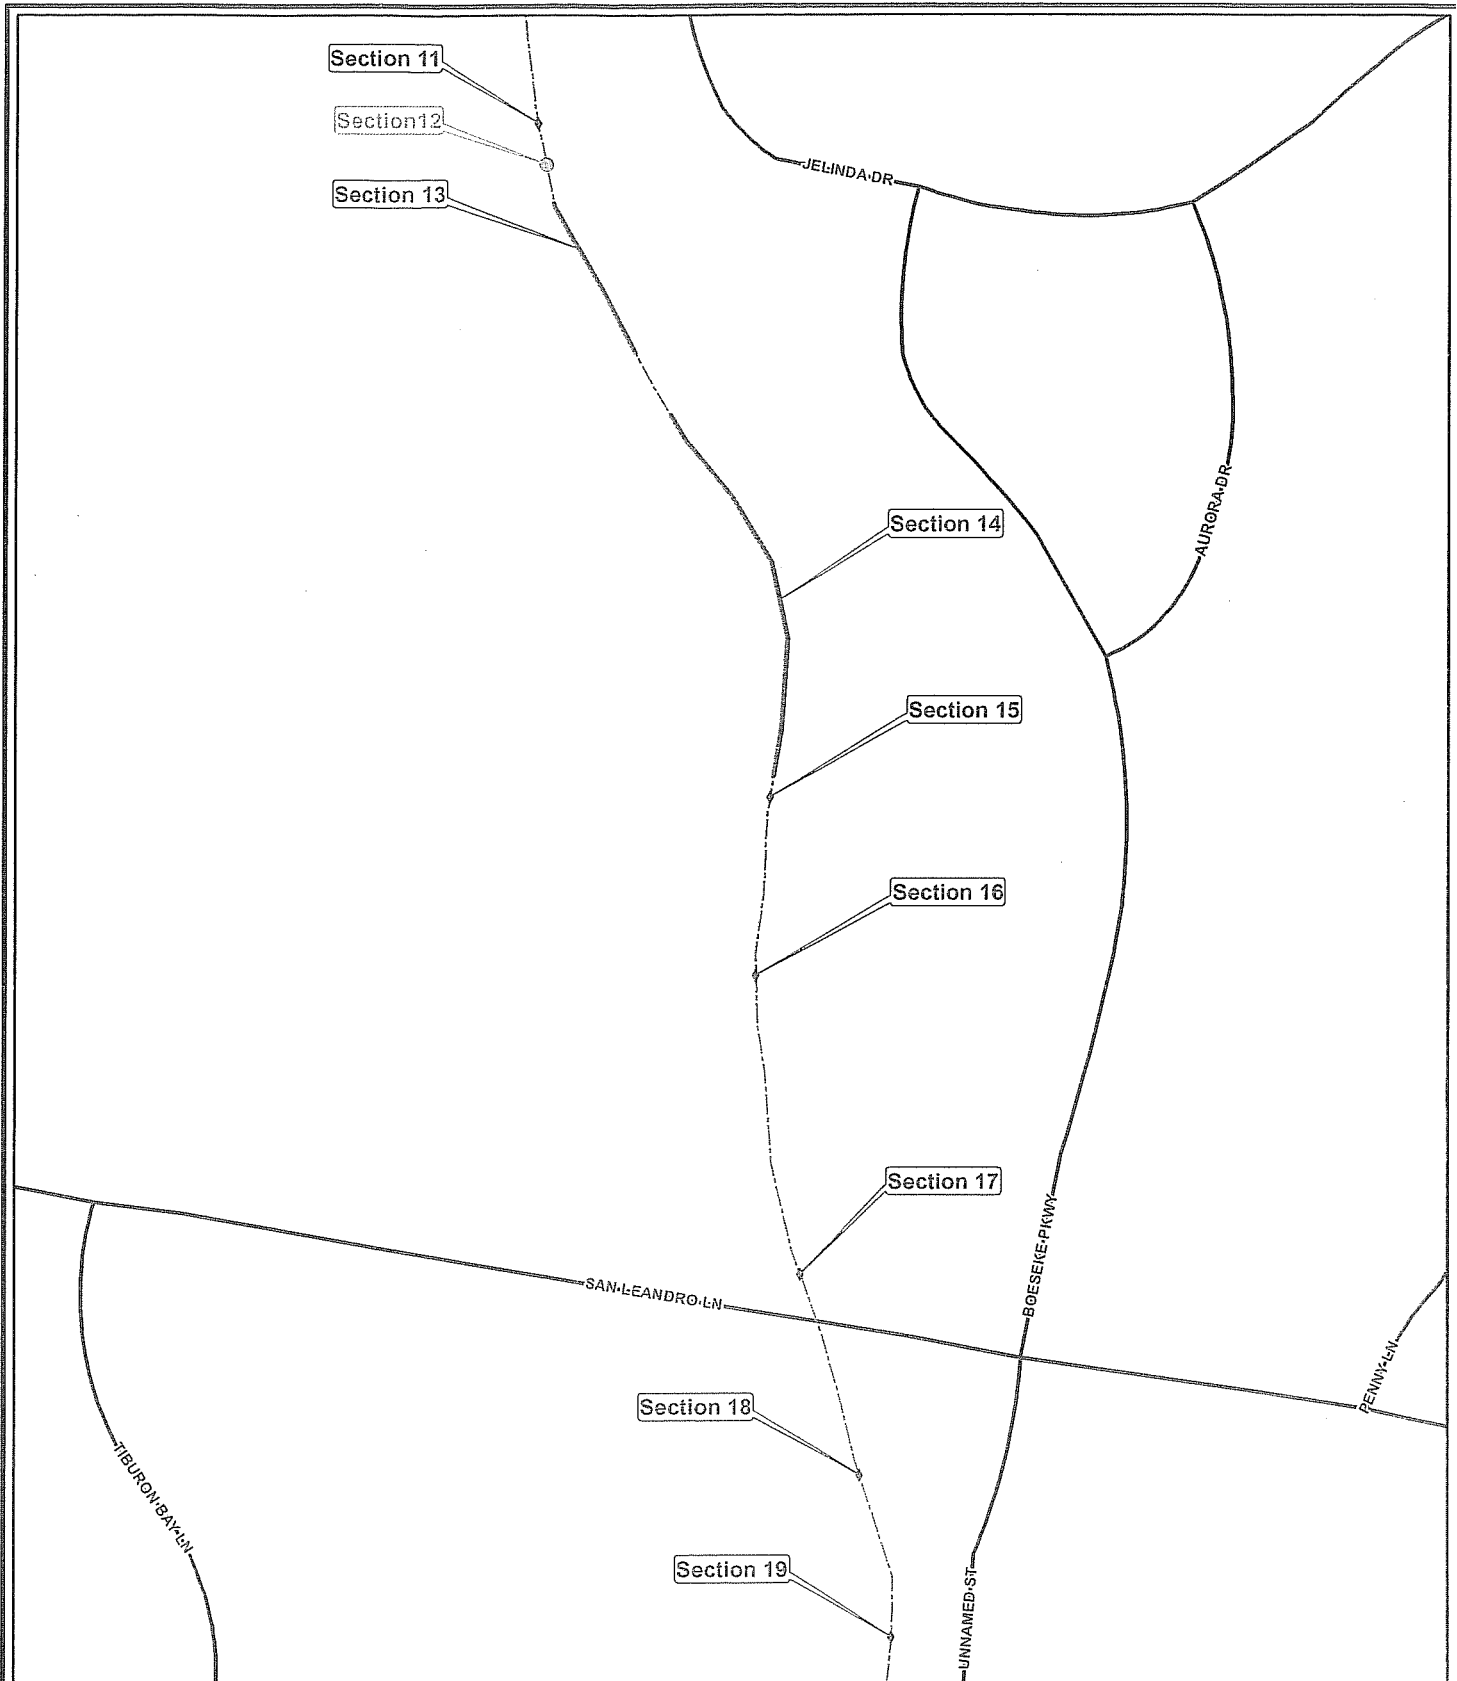 Section 11
Section12
JELINDA DR
Section 13
AURORA DR
Section 14
Section 15
Section 16
Section 17
BOESEKE PKWY
SAN LEANDRO LN
PENNY LN
Section 18
TIBURON BAY LN
Section 19
UNNAMED ST